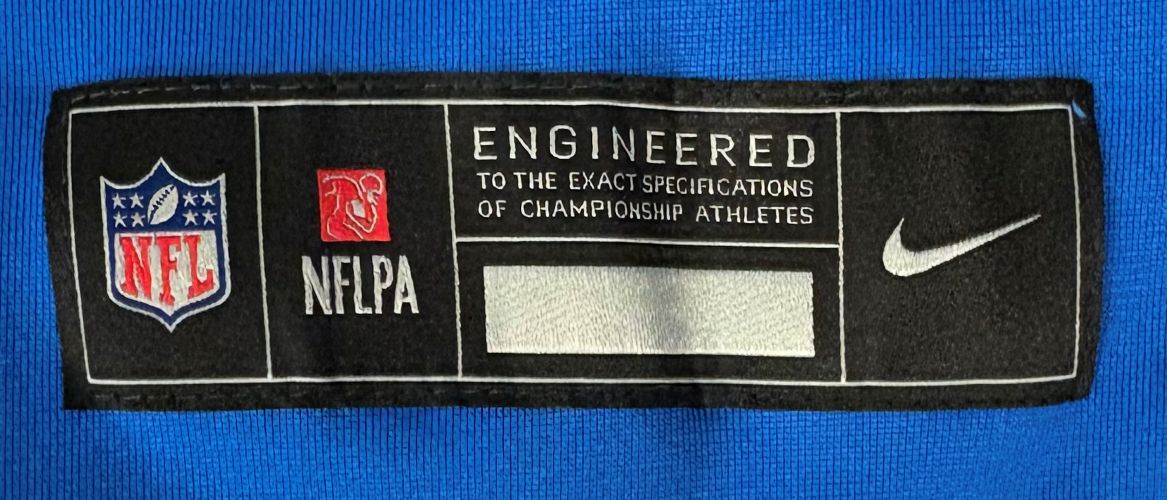 NFL
NFLPA
ENGINEERED
TO THE EXACT SPECIFICATIONS
OF CHAMPIONSHIP ATHLETES